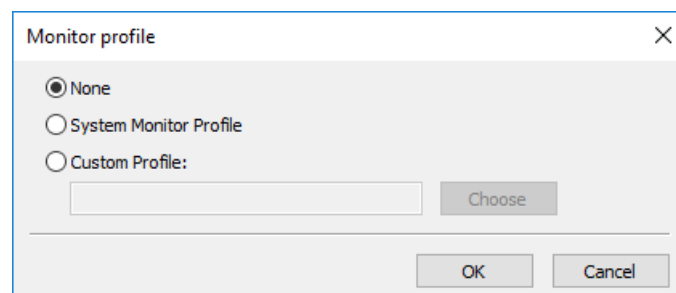 Monitor profile
None
System Monitor Profile
Custom Profile:
Choose
OK Cancel